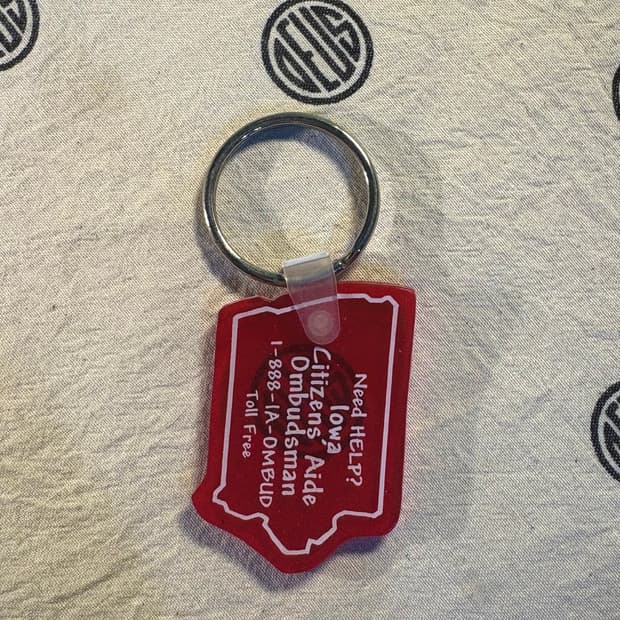 Need HELP?
Iowa
Citizens' Aide
Ombudsman
1-888-IA-OMBUD
Toll Free